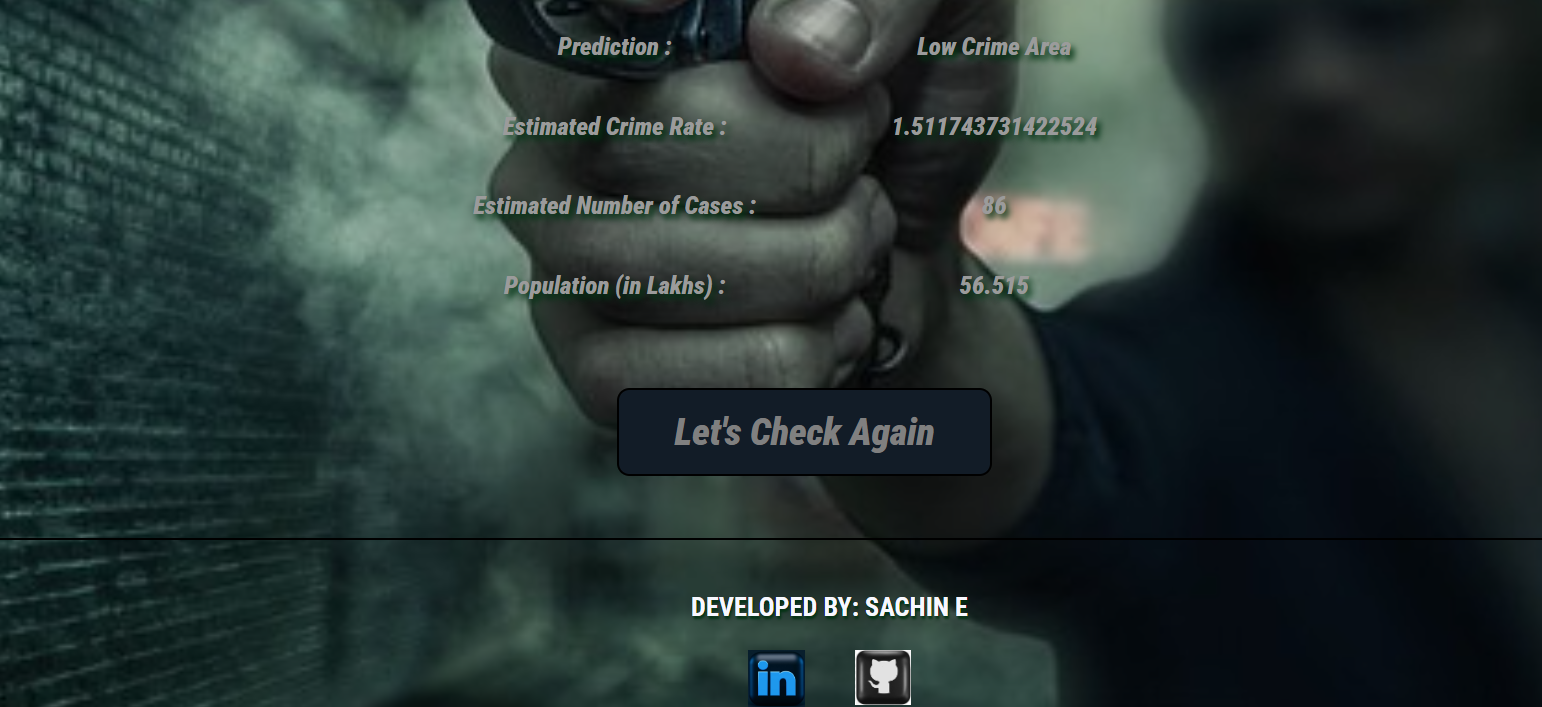 Prediction : Low Crime Area
Estimated Crime Rate : 1.511743731422524
Estimated Number of Cases : 86
Population (in Lakhs) : 56.515
Let's Check Again
DEVELOPED BY: SACHIN E
in